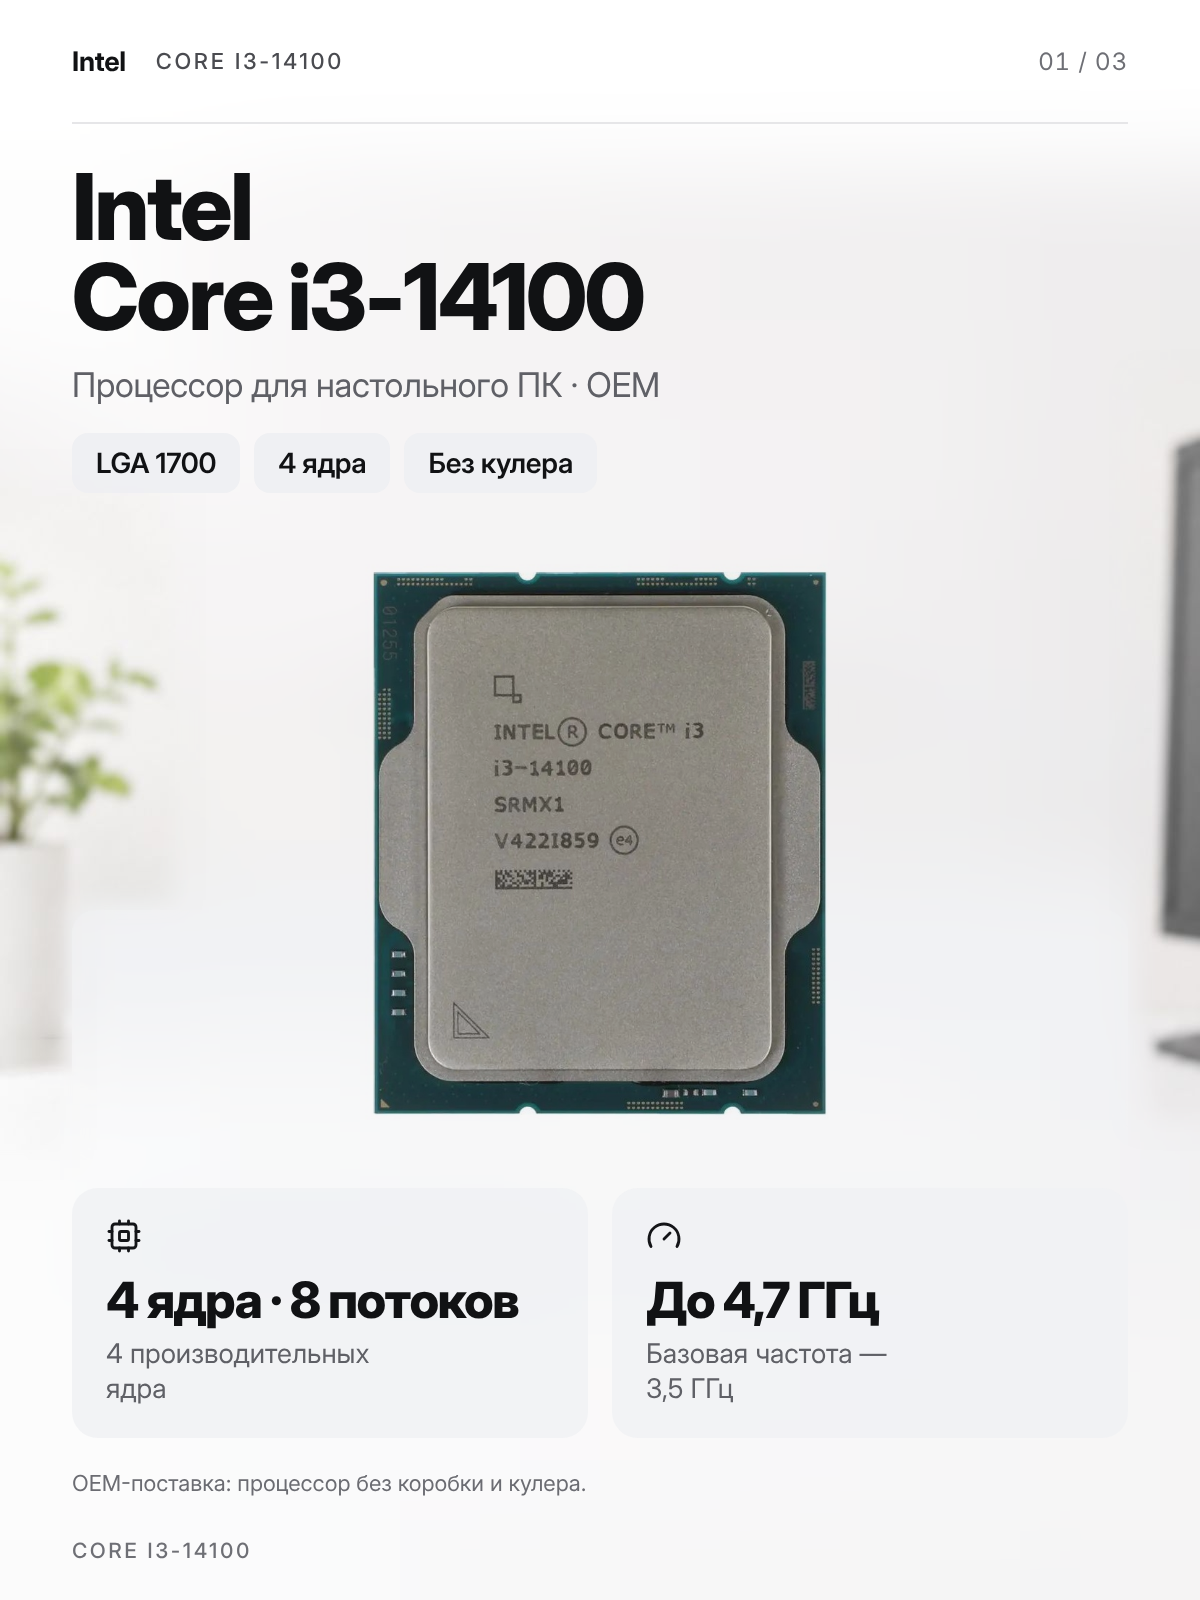 Intel CORE I3-14100 01 / 03
Intel
Core i3-14100
Процессор для настольного ПК · OEM
LGA 1700 4 ядра Без кулера
01255
INTEL® CORE™ i3
i3-14100
SRMX1
V422I859 e4
4 ядра · 8 потоков
4 производительных
ядра
До 4,7 ГГц
Базовая частота —
3,5 ГГц
OEM-поставка: процессор без коробки и кулера.
CORE I3-14100